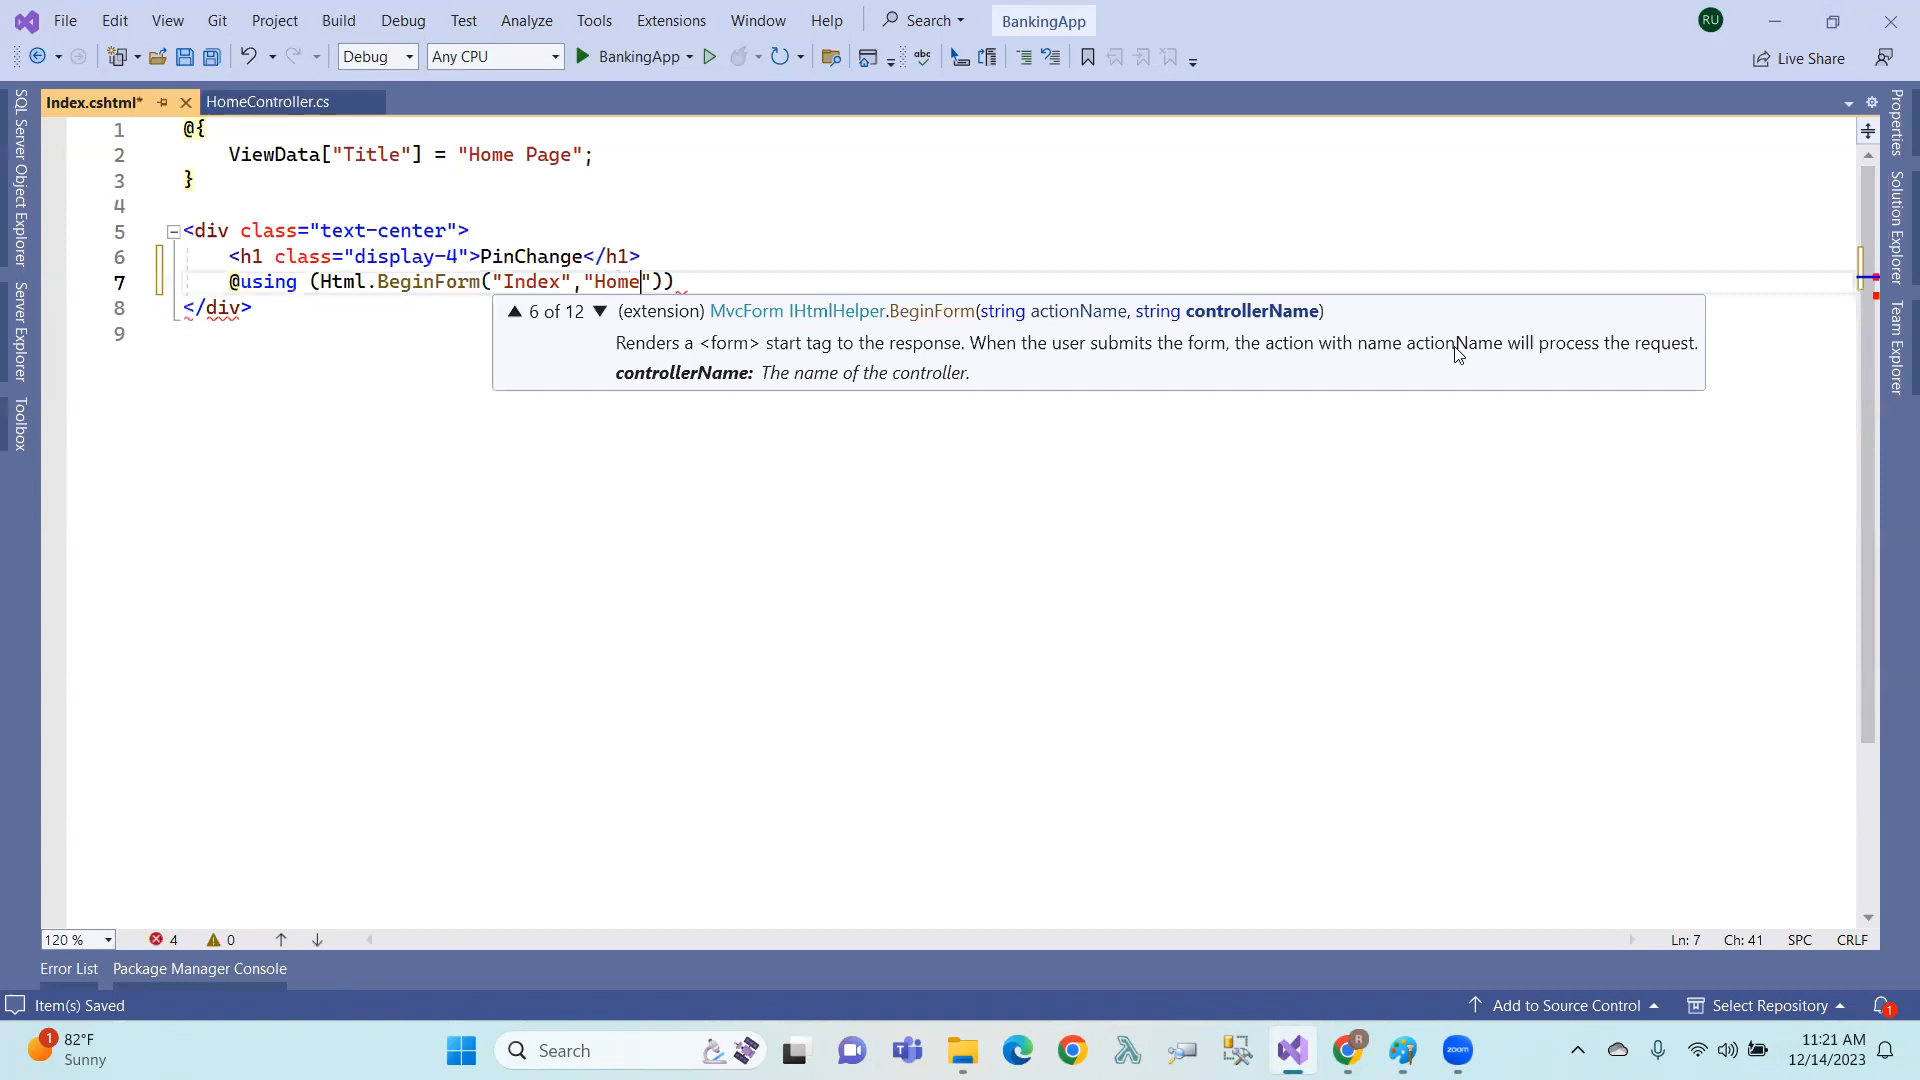 File Edit View Git Project Build Debug Test Analyze Tools Extensions Window Help Search BankingApp RU
Debug Any CPU BankingApp abc Live Share
Index.cshtml* HomeController.cs
SQL Server Object Explorer
Server Explorer
Toolbox
1 @{
2 ViewData["Title"] = "Home Page";
3 }
4
5 <div class="text-center">
6 <h1 class="display-4">PinChange</h1>
7 @using (Html.BeginForm("Index","Home"))
8 </div>
9
6 of 12 (extension) MvcForm IHtmlHelper.BeginForm(string actionName, string controllerName)
Renders a <form> start tag to the response. When the user submits the form, the action with name actionName will process the request.
controllerName: The name of the controller.
Properties
Solution Explorer
Team Explorer
120 % 4 0 Ln: 7 Ch: 41 SPC CRLF
Error List Package Manager Console
Item(s) Saved Add to Source Control Select Repository 1
1 82°F
Sunny
Search
R
zoom
11:21 AM
12/14/2023